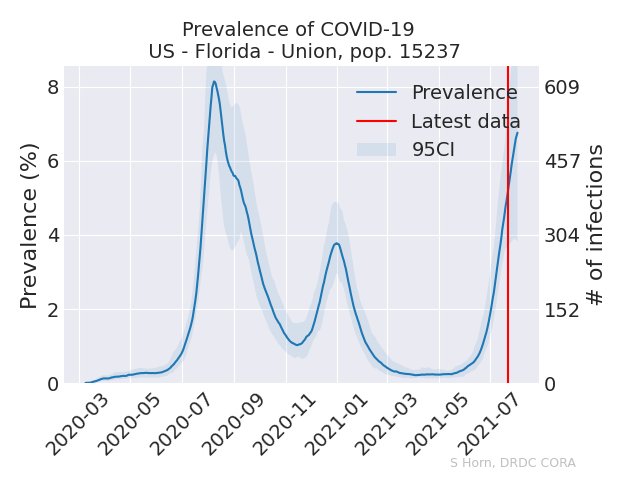 Prevalence of COVID-19
US - Florida - Union, pop. 15237
Prevalence
Latest data
95CI
Prevalence (%)
8
6
4
2
0
609
457
304
152
0
# of infections
2020-03
2020-05
2020-07
2020-09
2020-11
2021-01
2021-03
2021-05
2021-07
S Horn, DRDC CORA